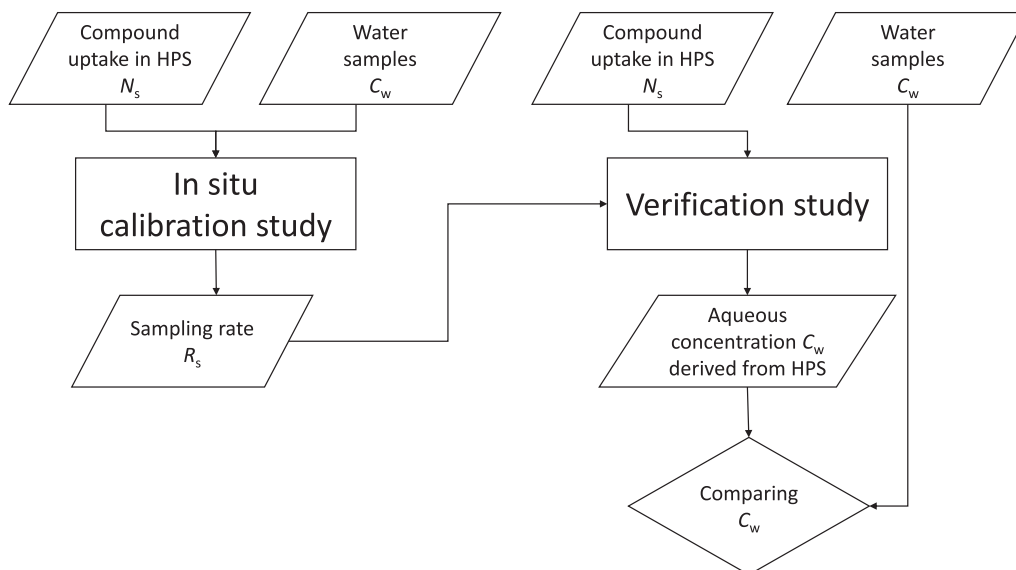 Compound
uptake in HPS
Ns
Water
samples
Cw
Compound
uptake in HPS
Ns
Water
samples
Cw
In situ
calibration study
Verification study
Sampling rate
Rs
Aqueous
concentration Cw
derived from HPS
Comparing
Cw